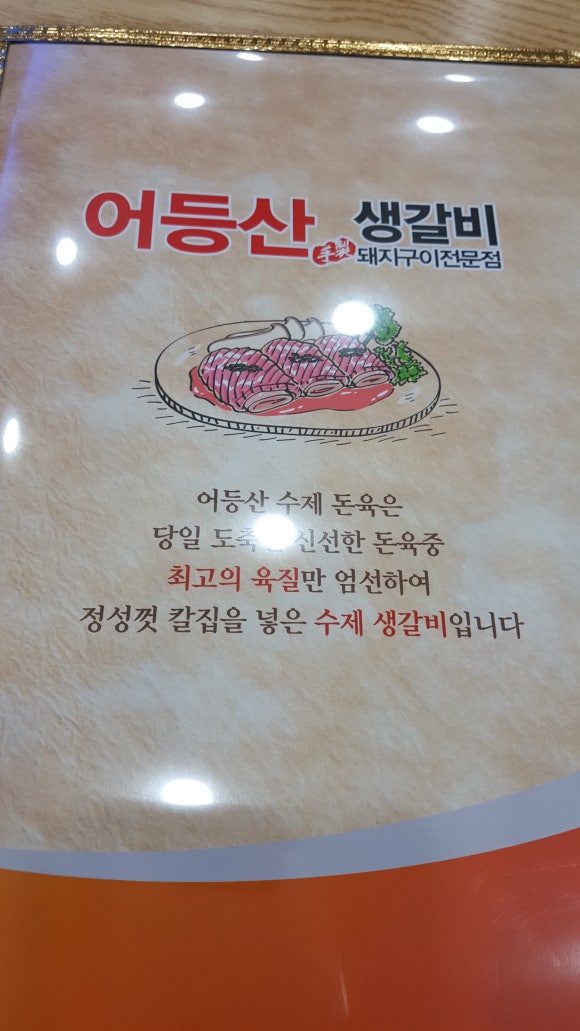 어등산 手製 생갈비
돼지구이전문점
어등산 수제 돈육은
당일 신선한 돈육중
최고의 육질만 엄선하여
정성껏 칼집을 넣은 수제 생갈비입니다